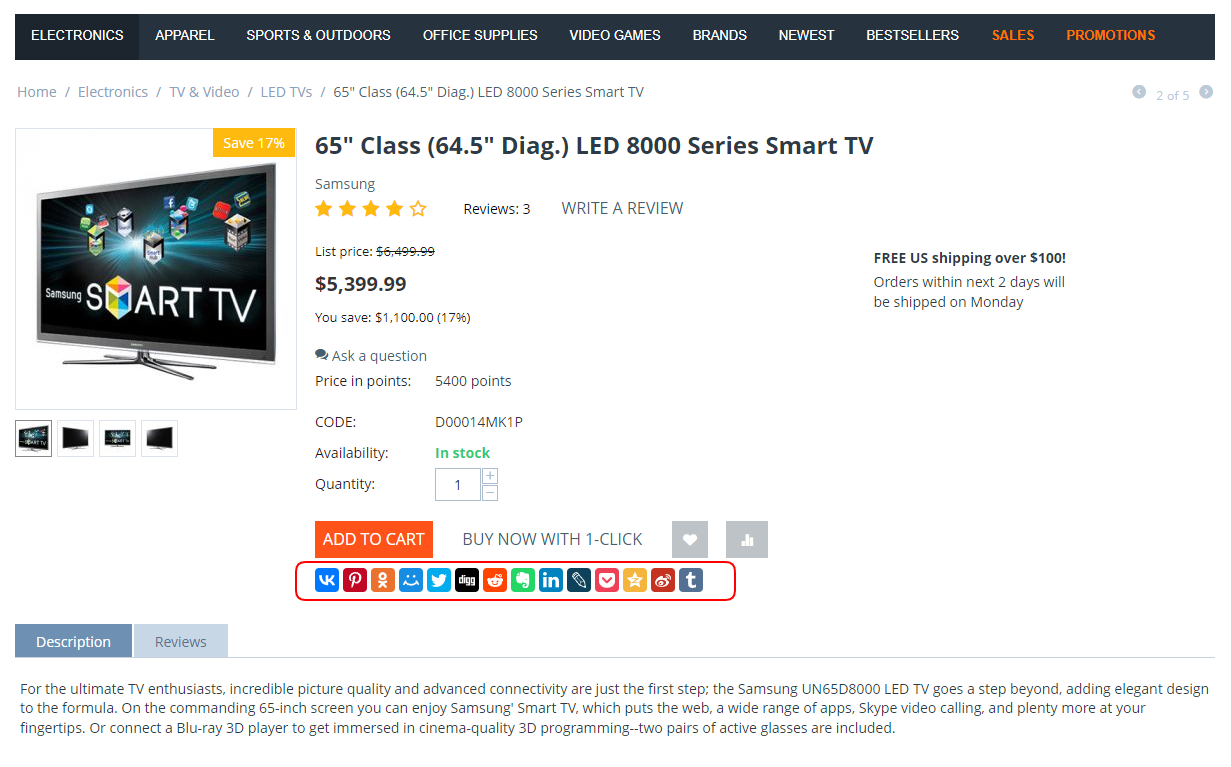 ELECTRONICS APPAREL SPORTS & OUTDOORS OFFICE SUPPLIES VIDEO GAMES BRANDS NEWEST BESTSELLERS SALES PROMOTIONS
Home / Electronics / TV & Video / LED TVs / 65" Class (64.5" Diag.) LED 8000 Series Smart TV
2 of 5
Save 17%
Samsung SMART TV
65" Class (64.5" Diag.) LED 8000 Series Smart TV
Samsung
Reviews: 3 WRITE A REVIEW
List price: $6,499.99
$5,399.99
You save: $1,100.00 (17%)
FREE US shipping over $100!
Orders within next 2 days will
be shipped on Monday
Ask a question
Price in points: 5400 points
CODE: D00014MK1P
Availability: In stock
Quantity: 1 + −
ADD TO CART BUY NOW WITH 1-CLICK
digg in t
Description Reviews
For the ultimate TV enthusiasts, incredible picture quality and advanced connectivity are just the first step; the Samsung UN65D8000 LED TV goes a step beyond, adding elegant design
to the formula. On the commanding 65-inch screen you can enjoy Samsung' Smart TV, which puts the web, a wide range of apps, Skype video calling, and plenty more at your
fingertips. Or connect a Blu-ray 3D player to get immersed in cinema-quality 3D programming--two pairs of active glasses are included.